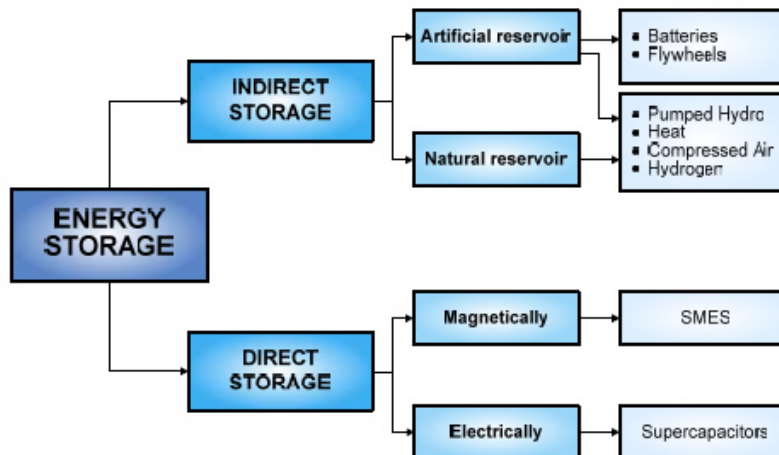 Artificial reservoir
▪ Batteries
▪ Flywheels
INDIRECT
STORAGE
▪ Pumped Hydro
▪ Heat
▪ Compressed Air
▪ Hydrogen
Natural reservoir
ENERGY
STORAGE
Magnetically
SMES
DIRECT
STORAGE
Electrically
Supercapacitors